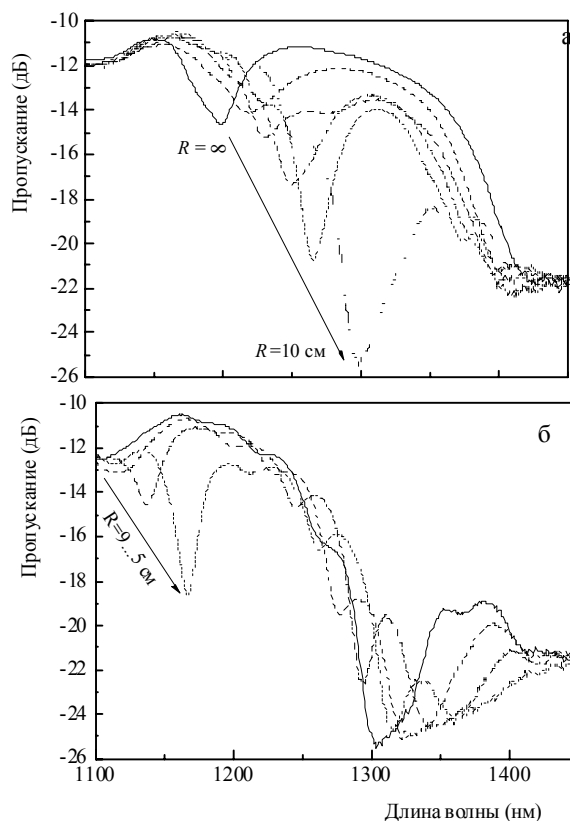 а
Пропускание (дБ)
-10
-12
-14
-16
-18
-20
-22
-24
-26
R = ∞
R=10 см
б
Пропускание (дБ)
-10
-12
-14
-16
-18
-20
-22
-24
-26
R=9...5 см
1100
1200
1300
1400
Длина волны (нм)